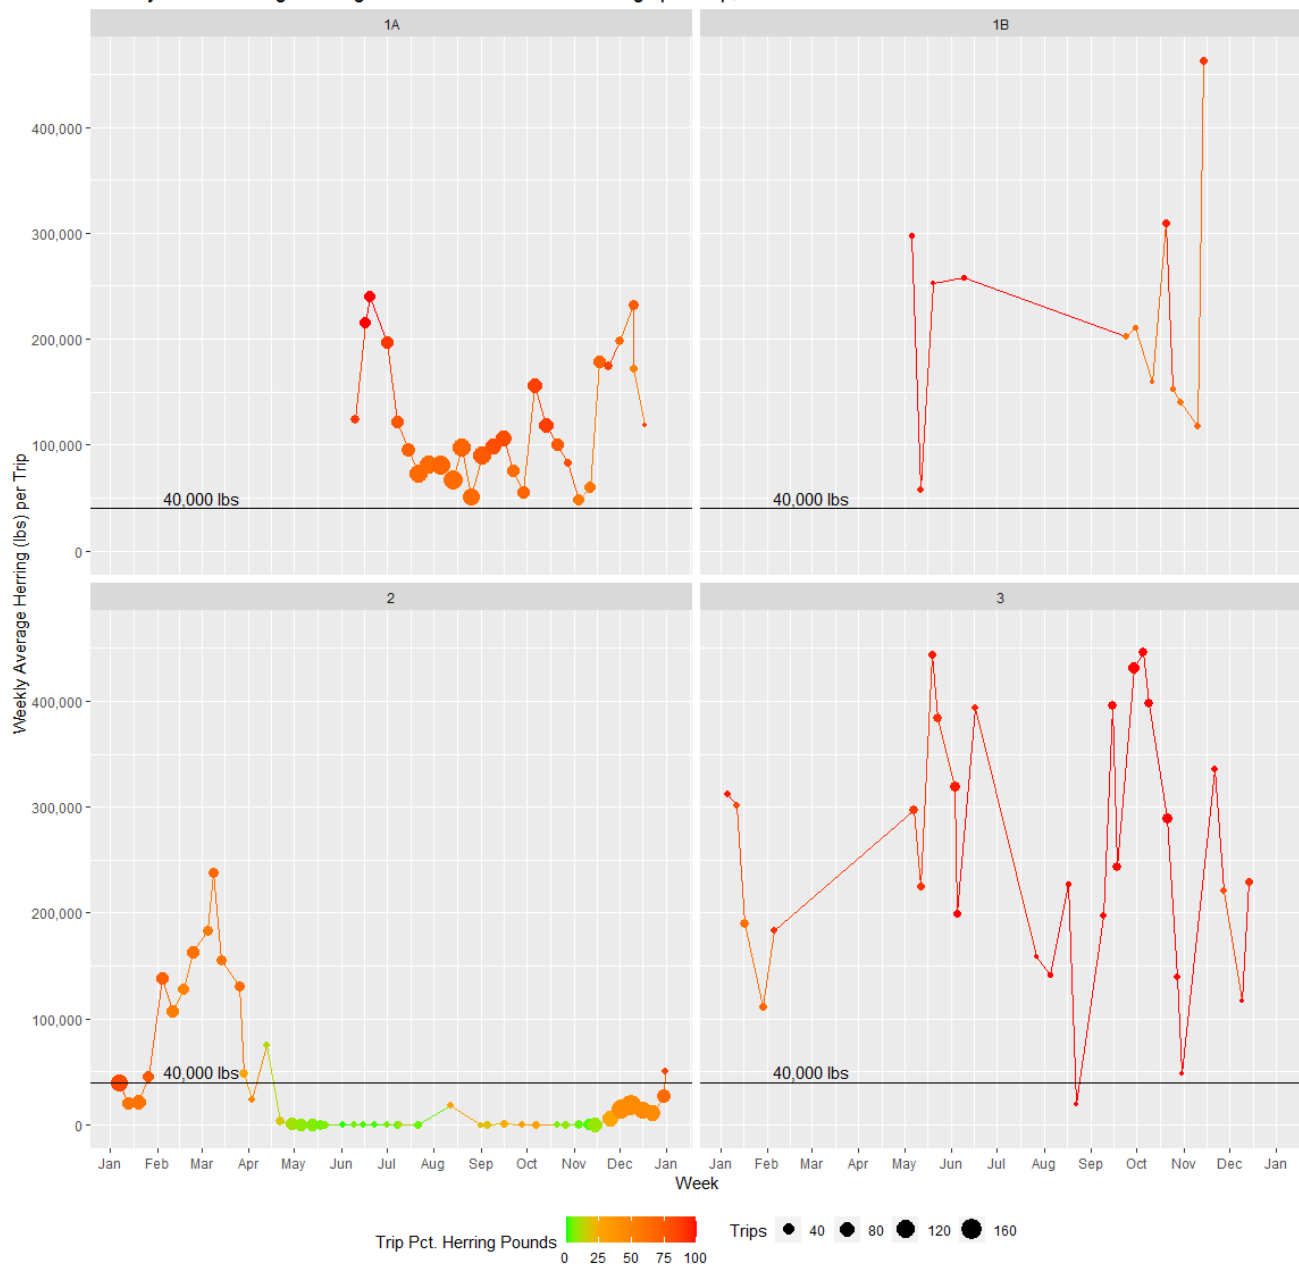 1A
1B
400,000
300,000
200,000
100,000
0
40,000 lbs
40,000 lbs
Weekly Average Herring (lbs) per Trip
2
3
400,000
300,000
200,000
100,000
0
40,000 lbs
40,000 lbs
Jan Feb Mar Apr May Jun Jul Aug Sep Oct Nov Dec Jan
Jan Feb Mar Apr May Jun Jul Aug Sep Oct Nov Dec Jan
Week
Trip Pct. Herring Pounds
0 25 50 75 100
Trips 40 80 120 160